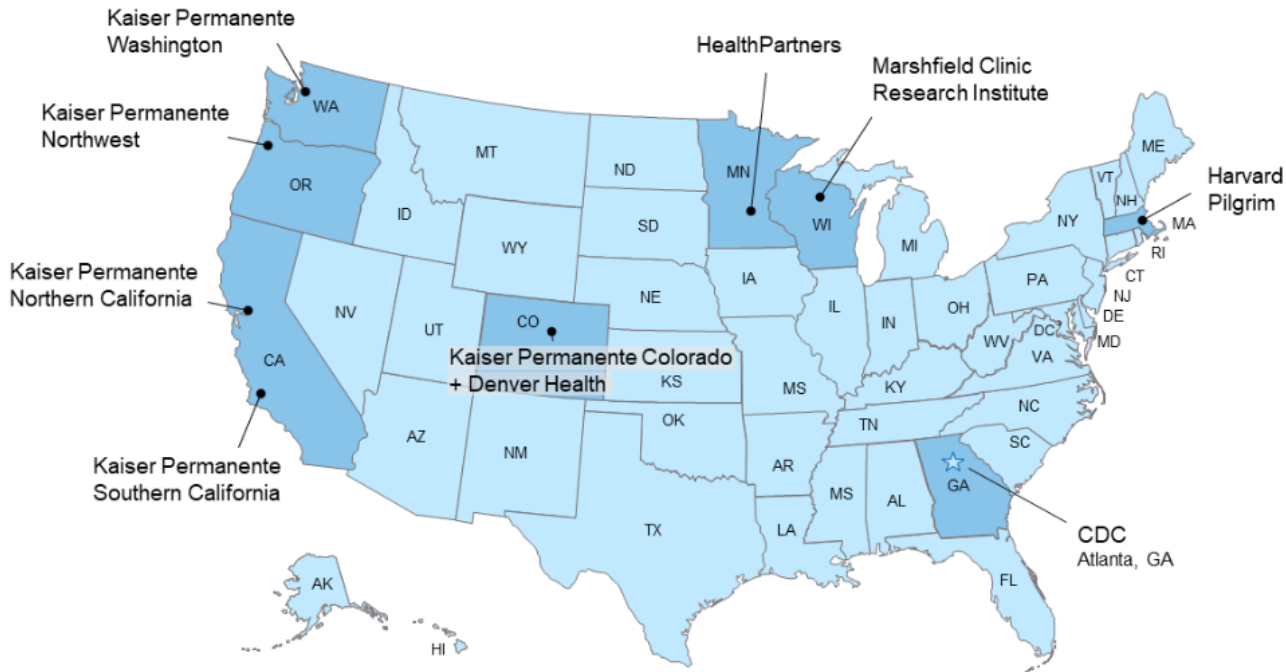 Kaiser Permanente
Washington
HealthPartners
Marshfield Clinic
Research Institute
Kaiser Permanente
Northwest
Harvard
Pilgrim
Kaiser Permanente
Northern California
Kaiser Permanente Colorado
+ Denver Health
Kaiser Permanente
Southern California
CDC
Atlanta, GA
WA
OR
CA
MT
ID
WY
NV
UT
CO
AZ
NM
ND
SD
NE
KS
OK
TX
MN
IA
MS
AR
LA
WI
IL
MI
IN
OH
KY
TN
MS
AL
GA
FL
SC
NC
VA
WV
DC
MD
DE
NJ
PA
NY
CT
RI
MA
VT
NH
ME
AK
HI